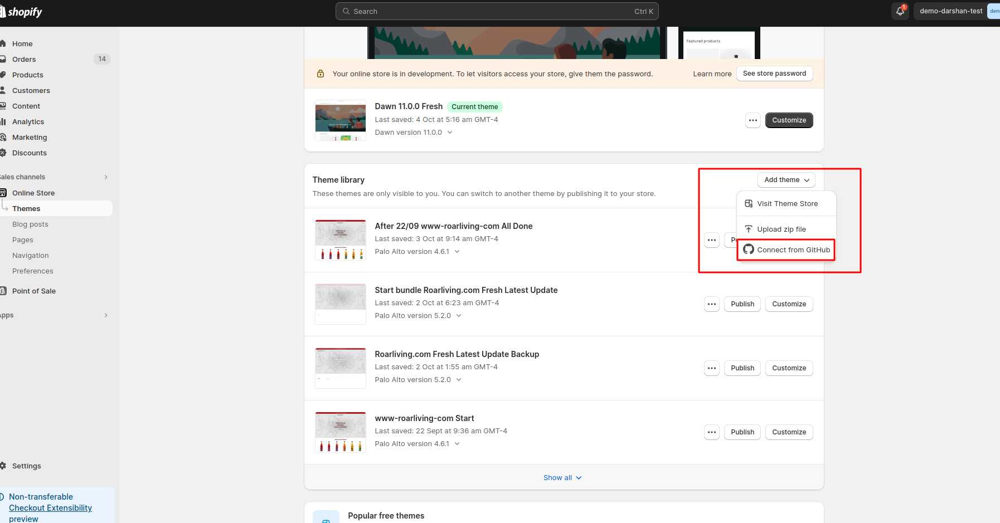 shopify
Search
Ctrl K
1
demo-darshan-test
dem
Home
Orders
14
Products
Customers
Content
Analytics
Marketing
Discounts
ales channels
Online Store
Themes
Blog posts
Pages
Navigation
Preferences
Point of Sale
Apps
Settings
Non-transferable
Checkout Extensibility
preview
Featured products
Your online store is in development. To let visitors access your store, give them the password.
Learn more
See store password
Dawn 11.0.0 Fresh
Current theme
Last saved: 4 Oct at 5:16 am GMT-4
Dawn version 11.0.0
Customize
Theme library
Add theme
These themes are only visible to you. You can switch to another theme by publishing it to your store.
Visit Theme Store
Upload zip file
Connect from GitHub
After 22/09 www-roarliving-com All Done
Last saved: 3 Oct at 9:14 am GMT-4
Palo Alto version 4.6.1
Pu
Start bundle Roarliving.com Fresh Latest Update
Last saved: 2 Oct at 6:23 am GMT-4
Palo Alto version 5.2.0
Publish
Customize
Roarliving.com Fresh Latest Update Backup
Last saved: 2 Oct at 1:55 am GMT-4
Palo Alto version 5.2.0
Publish
Customize
www-roarliving-com Start
Last saved: 22 Sept at 9:36 am GMT-4
Palo Alto version 4.6.1
Publish
Customize
Show all
Popular free themes